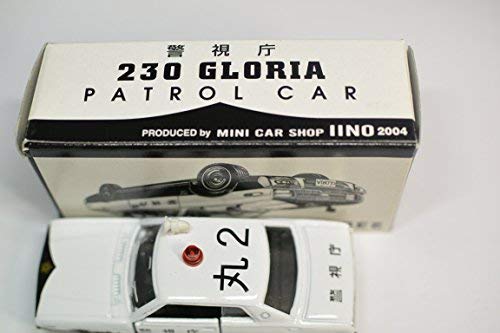 警視庁
230 GLORIA
PATROL CAR
PRODUCED by MINI CAR SHOP IINO 2004
丸2
警視庁